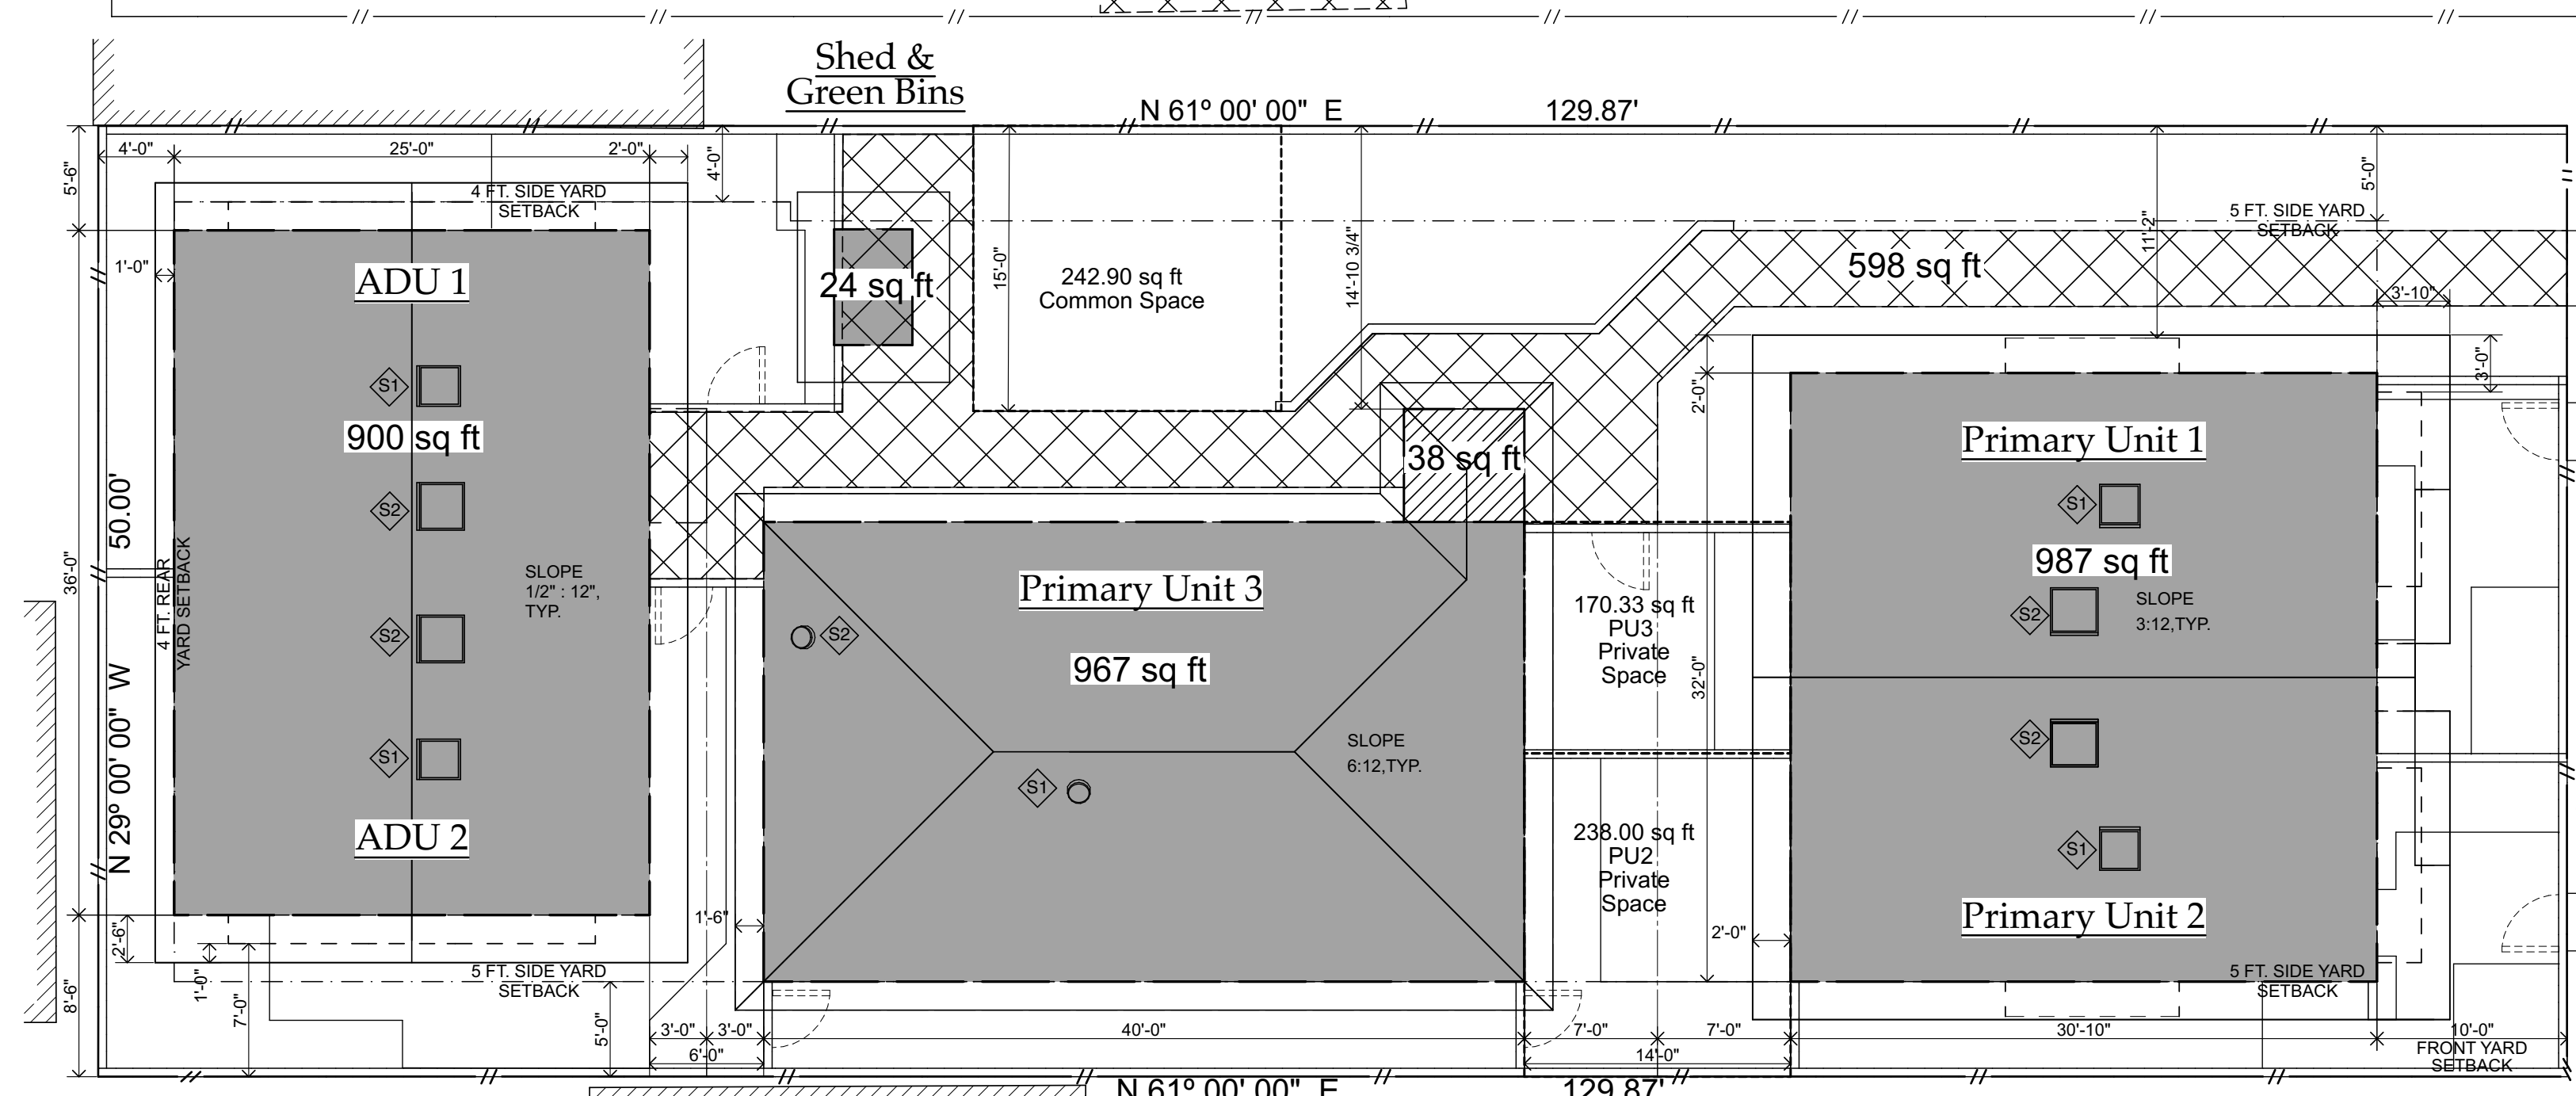 Shed &
Green Bins
N 61º 00' 00" E
129.87'
4'-0"
25'-0"
2'-0"
4'-0"
5'-6"
4 FT. SIDE YARD
SETBACK
15'-0"
14'-10 3/4"
11'-2"
5'-0"
5 FT. SIDE YARD
SETBACK
1'-0"
ADU 1
24 sq ft
242.90 sq ft
Common Space
598 sq ft
3'-10"
3'-0"
2'-0"
S1
900 sq ft
38 sq ft
Primary Unit 1
S2
S1
50.00'
N 29º 00' 00" W
36'-0"
4 FT. REAR
YARD SETBACK
SLOPE
1/2" : 12",
TYP.
Primary Unit 3
987 sq ft
170.33 sq ft
PU3
Private
Space
S2
SLOPE
3:12,TYP.
S2
S2
967 sq ft
32'-0"
S1
S1
SLOPE
6:12,TYP.
S2
ADU 2
238.00 sq ft
PU2
Private
Space
S1
Primary Unit 2
1'-6"
2'-0"
2'-6"
1'-0"
7'-0"
8'-6"
5 FT. SIDE YARD
SETBACK
5'-0"
5 FT. SIDE YARD
SETBACK
3'-0"
3'-0"
40'-0"
7'-0"
7'-0"
30'-10"
10'-0"
6'-0"
14'-0"
FRONT YARD
SETBACK
N 61º 00' 00" E
129.87'